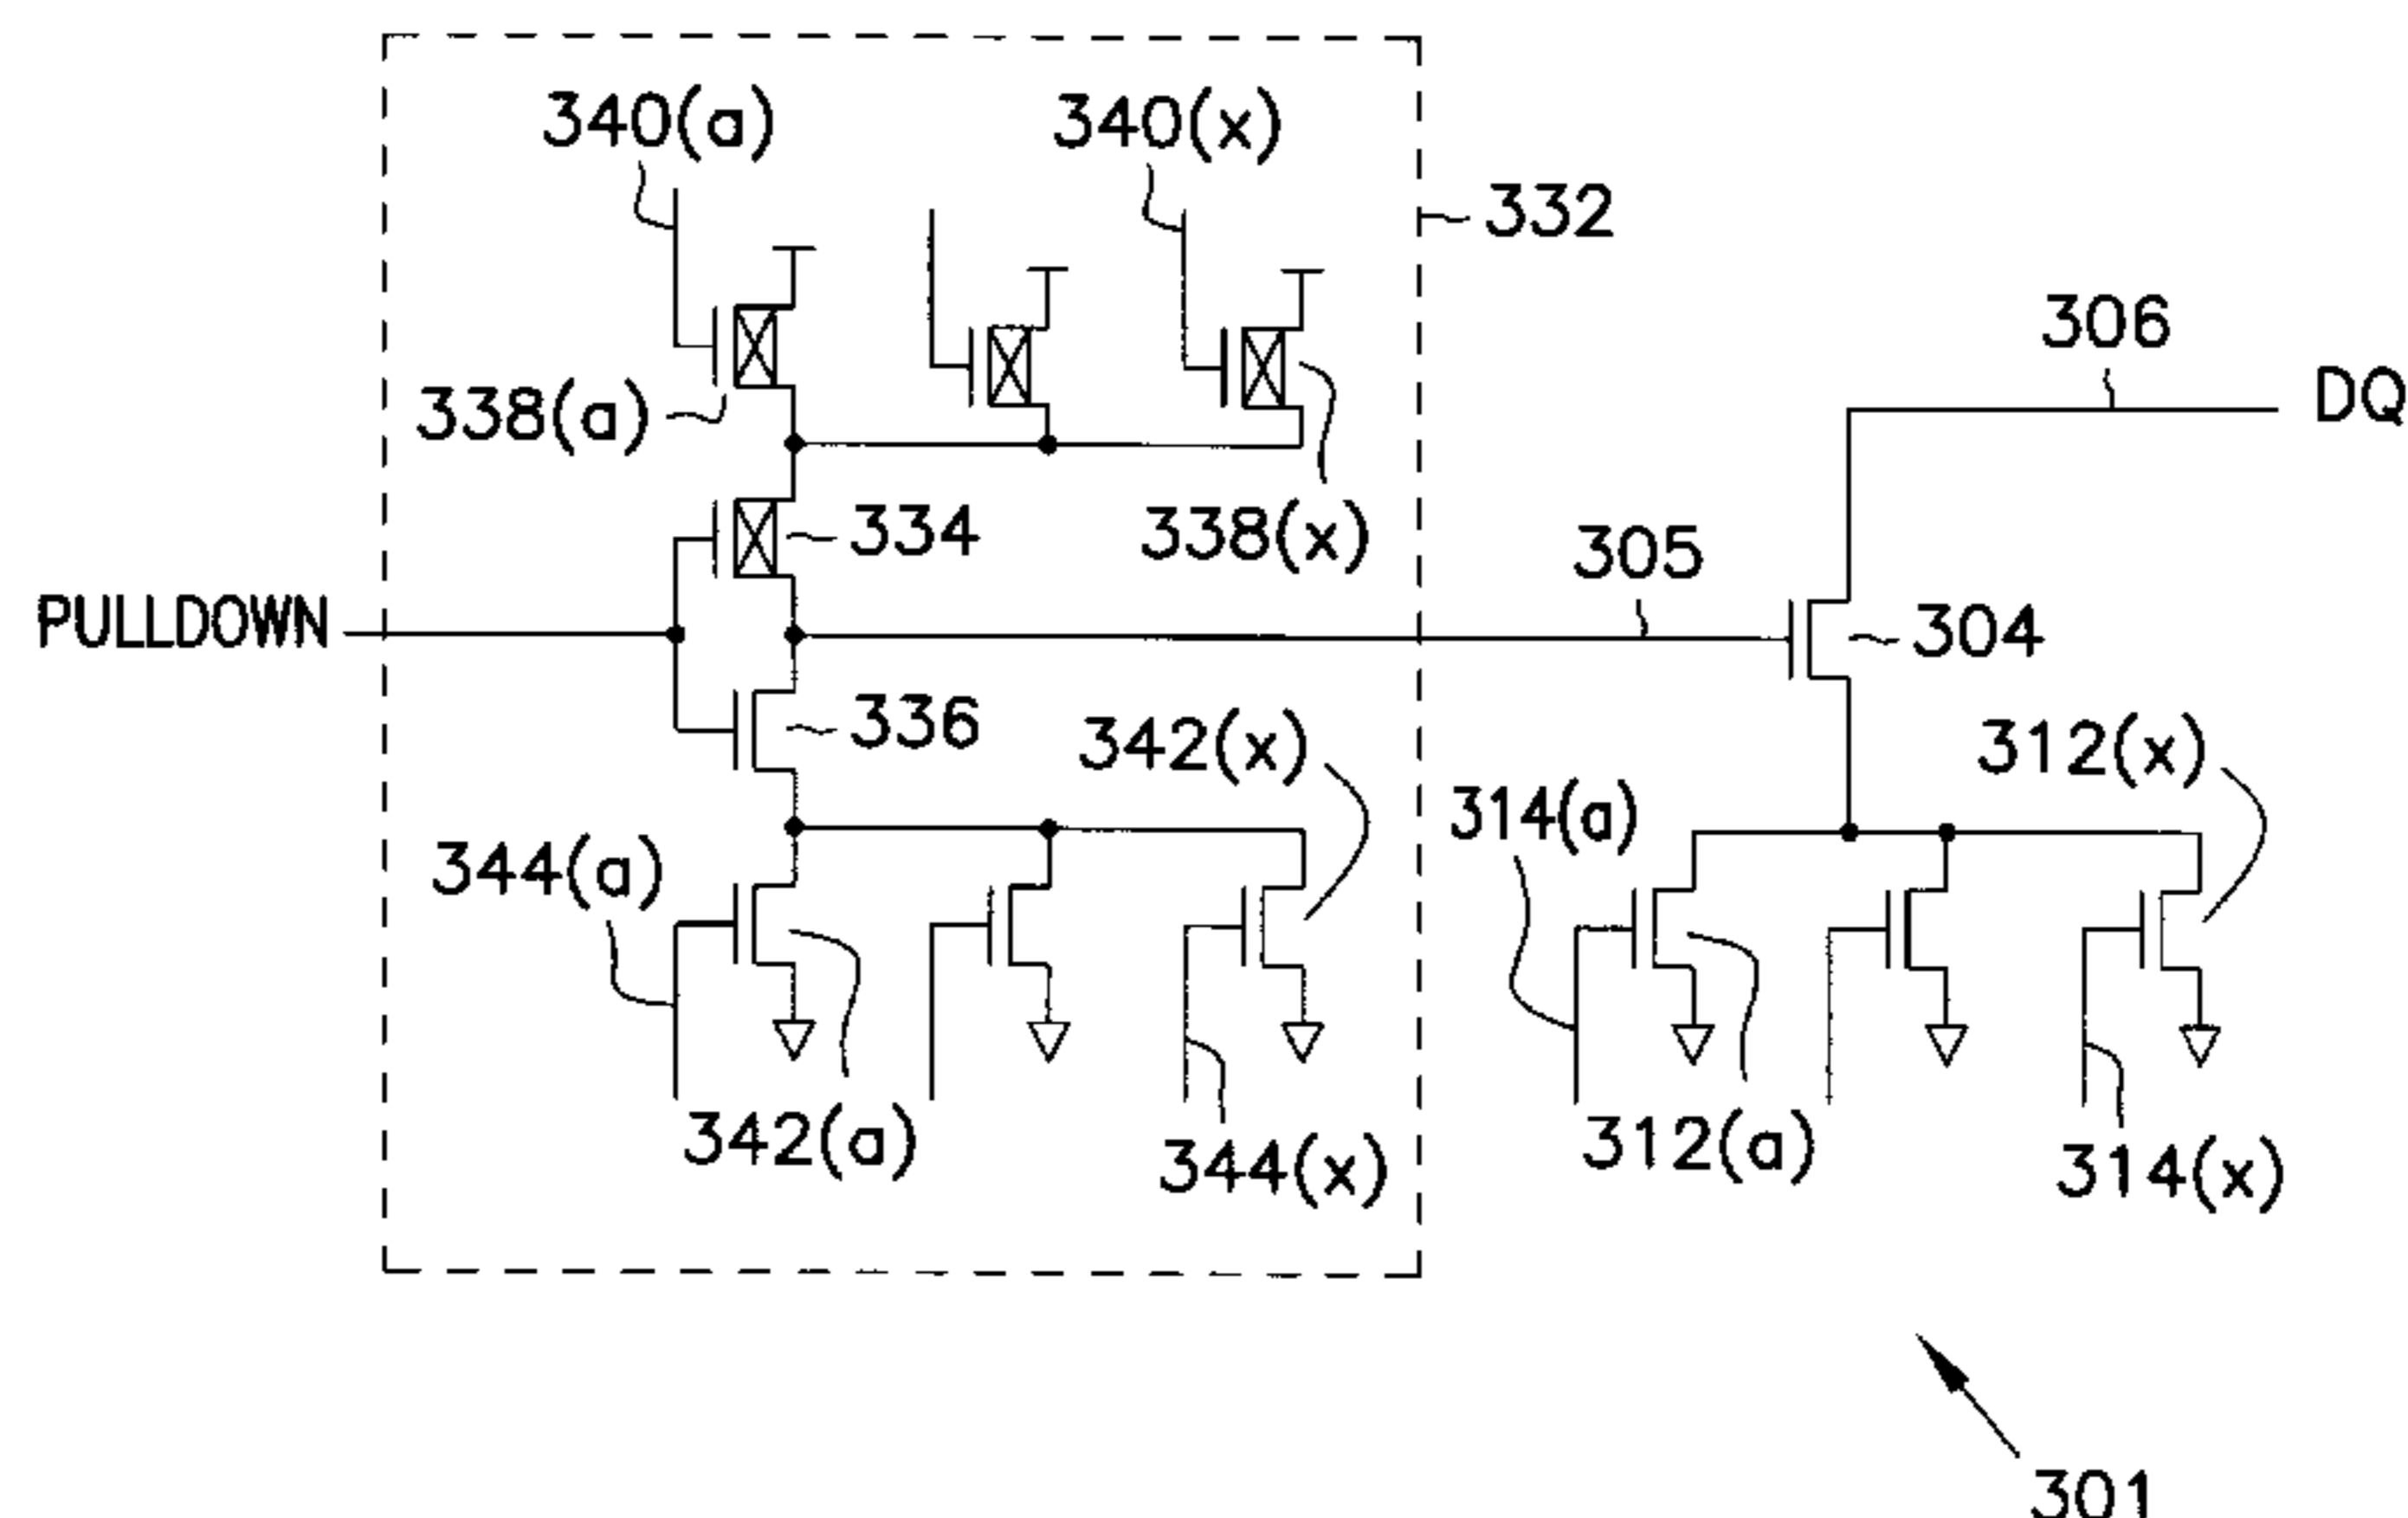 340(a)
340(x)
332
306
DQ
338(a)
334
338(x)
305
PULLDOWN
304
336
342(x)
312(x)
314(a)
344(a)
342(a)
344(x)
312(a)
314(x)
301